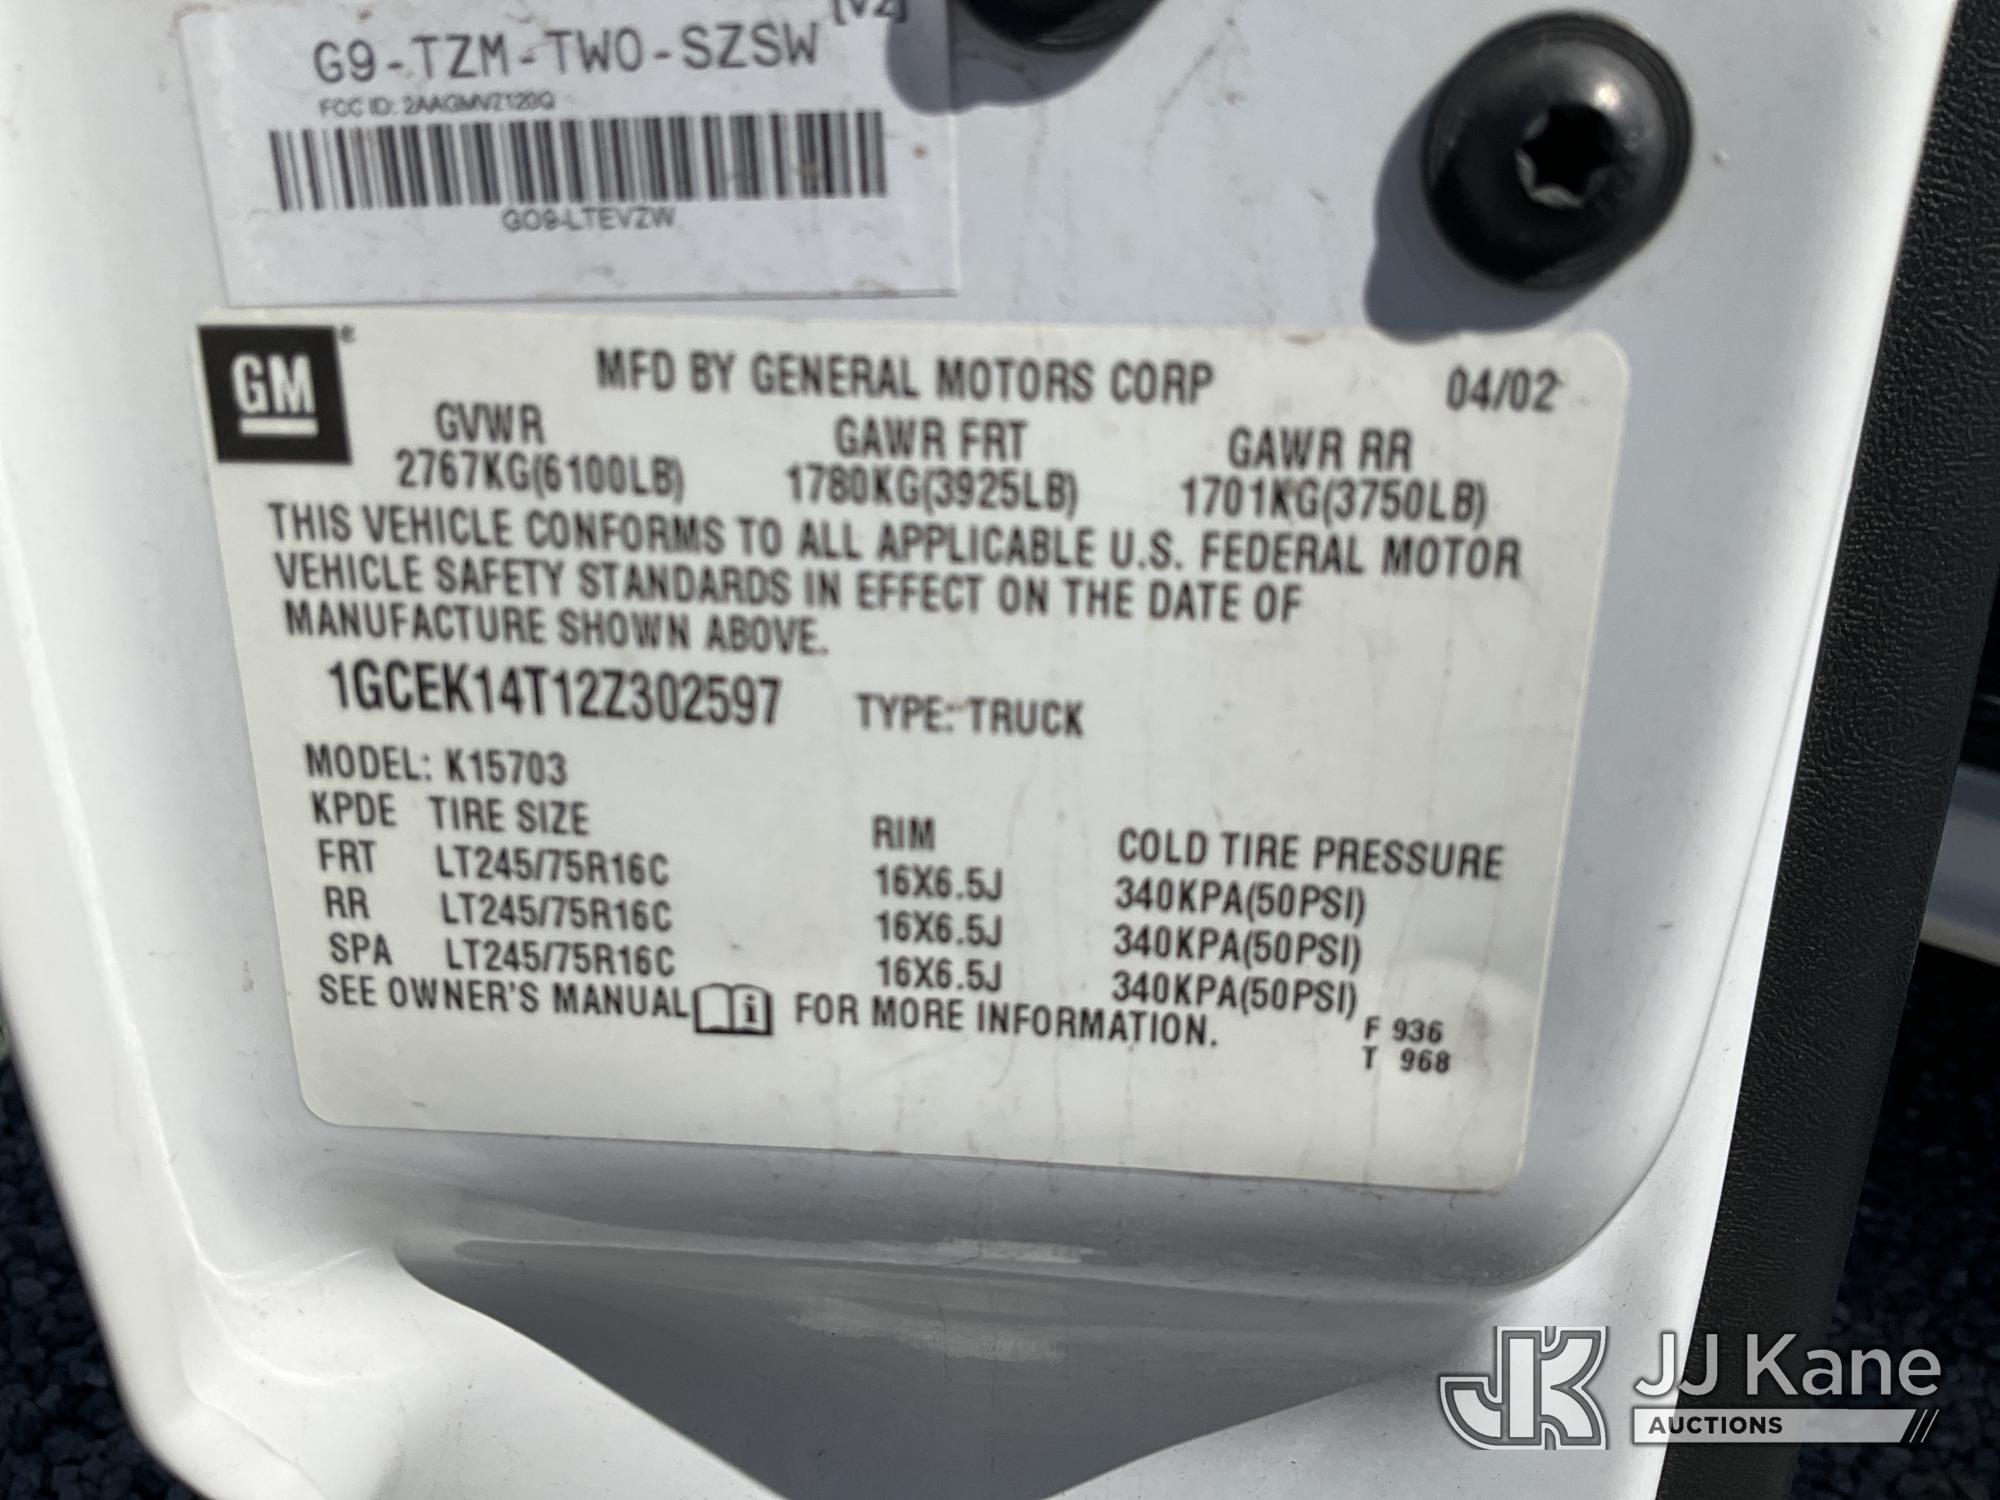 G9-TZM-TWO-SZSW
FCC ID: 2AAGMVZ120Q
GO9-LTEVZW
GM
MFD BY GENERAL MOTORS CORP 04/02
GVWR GAWR FRT GAWR RR
2767KG(6100LB) 1780KG(3925LB) 1701KG(3750LB)
THIS VEHICLE CONFORMS TO ALL APPLICABLE U.S. FEDERAL MOTOR
VEHICLE SAFETY STANDARDS IN EFFECT ON THE DATE OF
MANUFACTURE SHOWN ABOVE.
1GCEK14T12Z302597 TYPE: TRUCK
MODEL: K15703
KPDE TIRE SIZE RIM COLD TIRE PRESSURE
FRT LT245/75R16C 16X6.5J 340KPA(50PSI)
RR LT245/75R16C 16X6.5J 340KPA(50PSI)
SPA LT245/75R16C 16X6.5J 340KPA(50PSI)
SEE OWNER'S MANUAL i FOR MORE INFORMATION.
F 936
T 968
JK JJ Kane
AUCTIONS